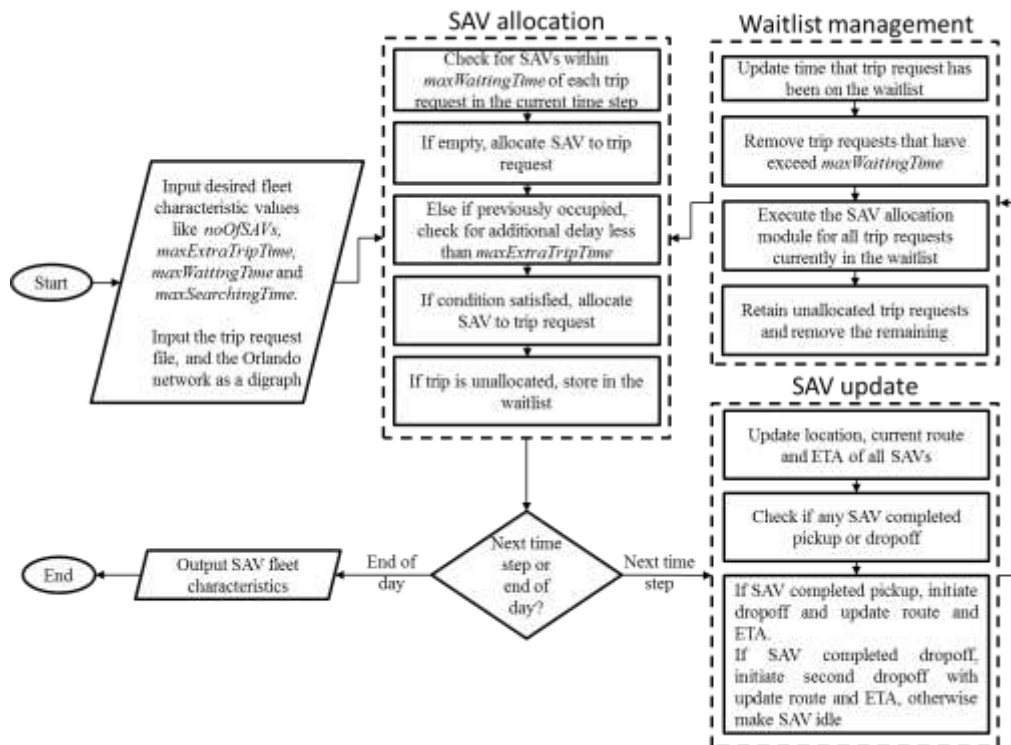 Start
Input desired fleet
characteristic values
like noOfSAVs,
maxExtraTripTime,
maxWaitingTime and
maxSearchingTime.
Input the trip request
file, and the Orlando
network as a digraph
SAV allocation
Check for SAVs within
maxWaitingTime of each trip
request in the current time step
If empty, allocate SAV to trip
request
Else if previously occupied,
check for additional delay less
than maxExtraTripTime
If condition satisfied, allocate
SAV to trip request
If trip is unallocated, store in the
waitlist
Waitlist management
Update time that trip request has
been on the waitlist
Remove trip requests that have
exceed maxWaitingTime
Execute the SAV allocation
module for all trip requests
currently in the waitlist
Retain unallocated trip requests
and remove the remaining
SAV update
Update location, current route
and ETA of all SAVs
Check if any SAV completed
pickup or dropoff
If SAV completed pickup, initiate
dropoff and update route and
ETA.
If SAV completed dropoff,
initiate second dropoff with
update route and ETA, otherwise
make SAV idle
Next time
step or
end of
day?
Next time
step
End of
day
Output SAV fleet
characteristics
End